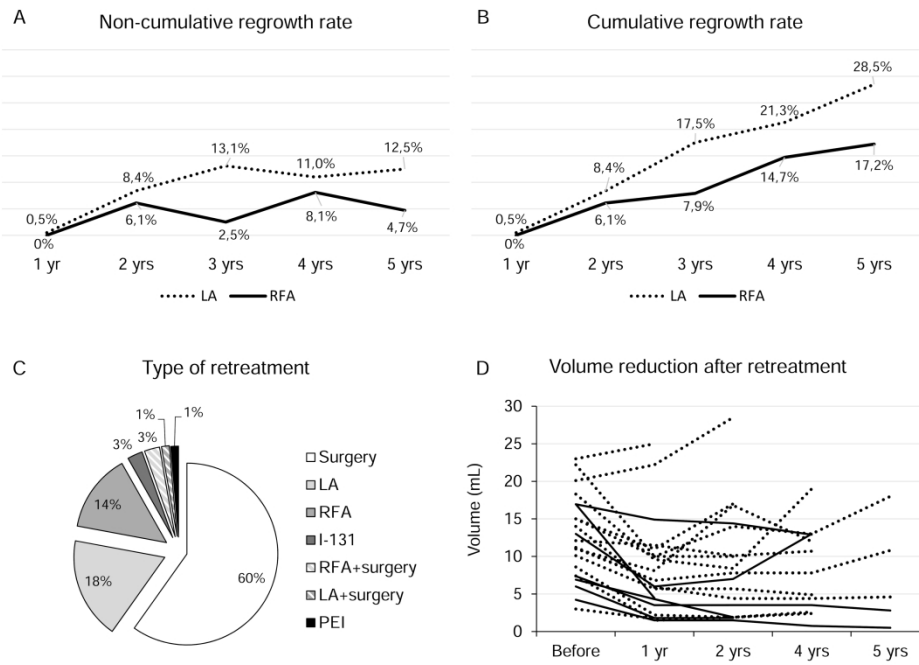 A
Non-cumulative regrowth rate
0,5%
0%
8,4%
6,1%
13,1%
2,5%
11,0%
8,1%
12,5%
4,7%
1 yr 2 yrs 3 yrs 4 yrs 5 yrs
LA RFA
B
Cumulative regrowth rate
0,5%
0%
8,4%
6,1%
17,5%
7,9%
21,3%
14,7%
28,5%
17,2%
1 yr 2 yrs 3 yrs 4 yrs 5 yrs
LA RFA
C
Type of retreatment
1% 1%
3% 3%
14%
18%
60%
Surgery
LA
RFA
I-131
RFA+surgery
LA+surgery
PEI
D
Volume reduction after retreatment
Volume (mL)
30
25
20
15
10
5
0
Before 1 yr 2 yrs 4 yrs 5 yrs